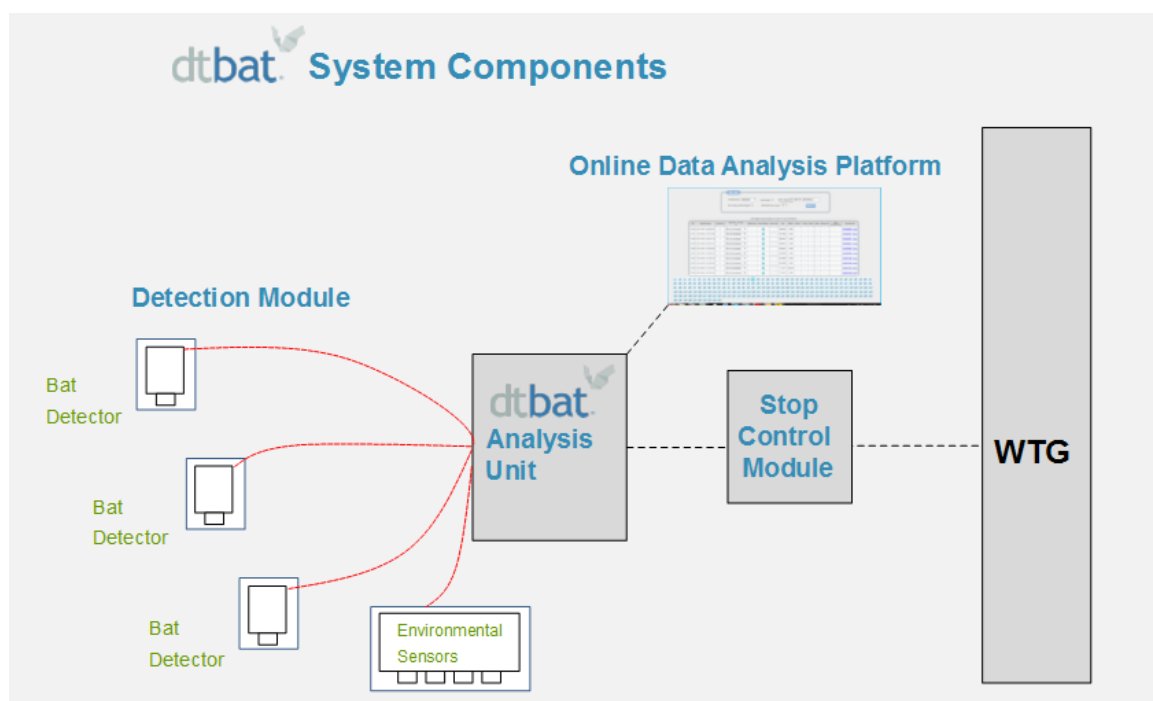 dtbat. System Components
Online Data Analysis Platform
Detection Module
Bat
Detector
Bat
Detector
Bat
Detector
Environmental
Sensors
dtbat.
Analysis
Unit
Stop
Control
Module
WTG